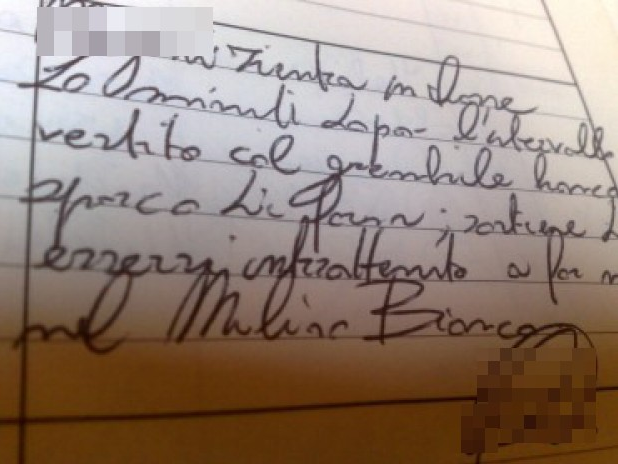 rientra in classe
20 minuti dopo l'intervallo
vestito col grembiule
sporco di farina; sostiene
essersi intrattenuto a far
nel Mulino Bianco